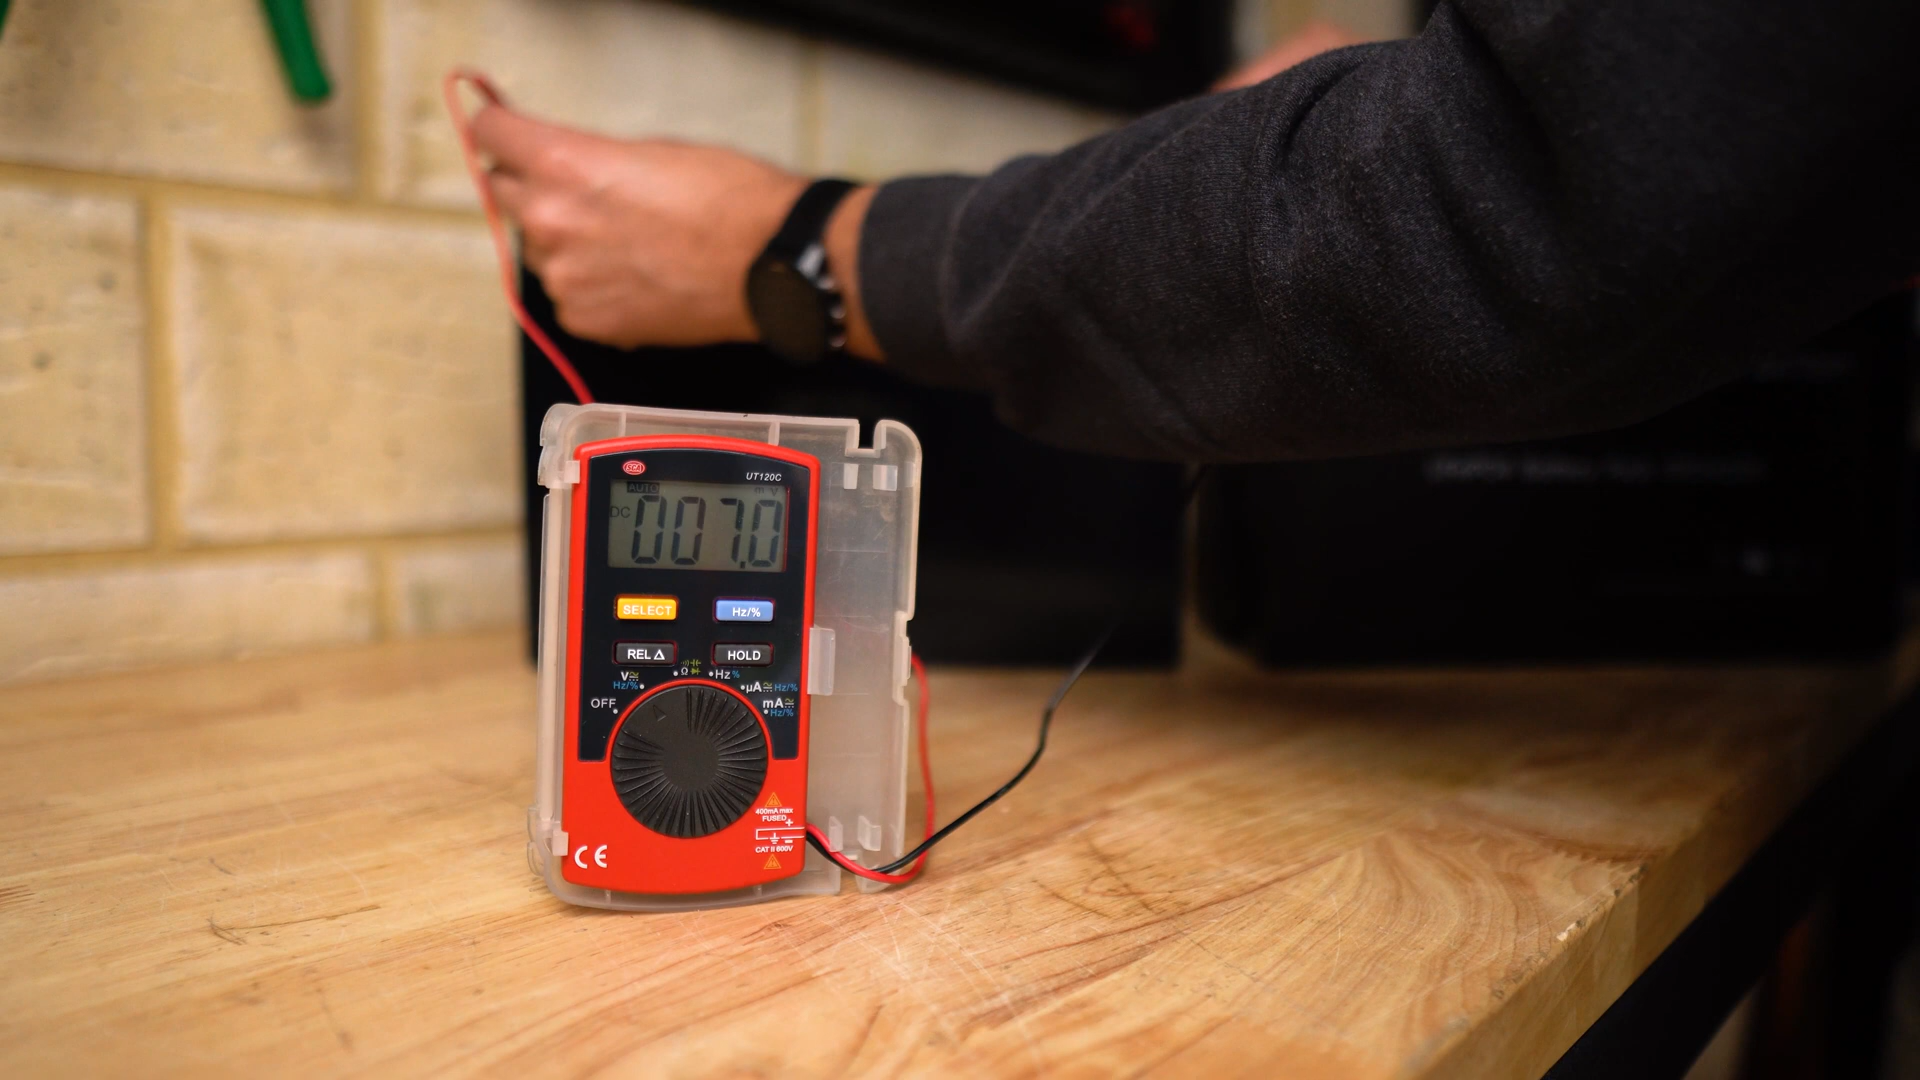 SCA
UT120C
AUTO
m V
DC
007.0
SELECT
Hz/%
REL Δ
HOLD
V
Hz/%
Ω
Hz %
μA Hz/%
OFF
mA
Hz/%
400mA max
FUSED
+
CAT II 600V
CE